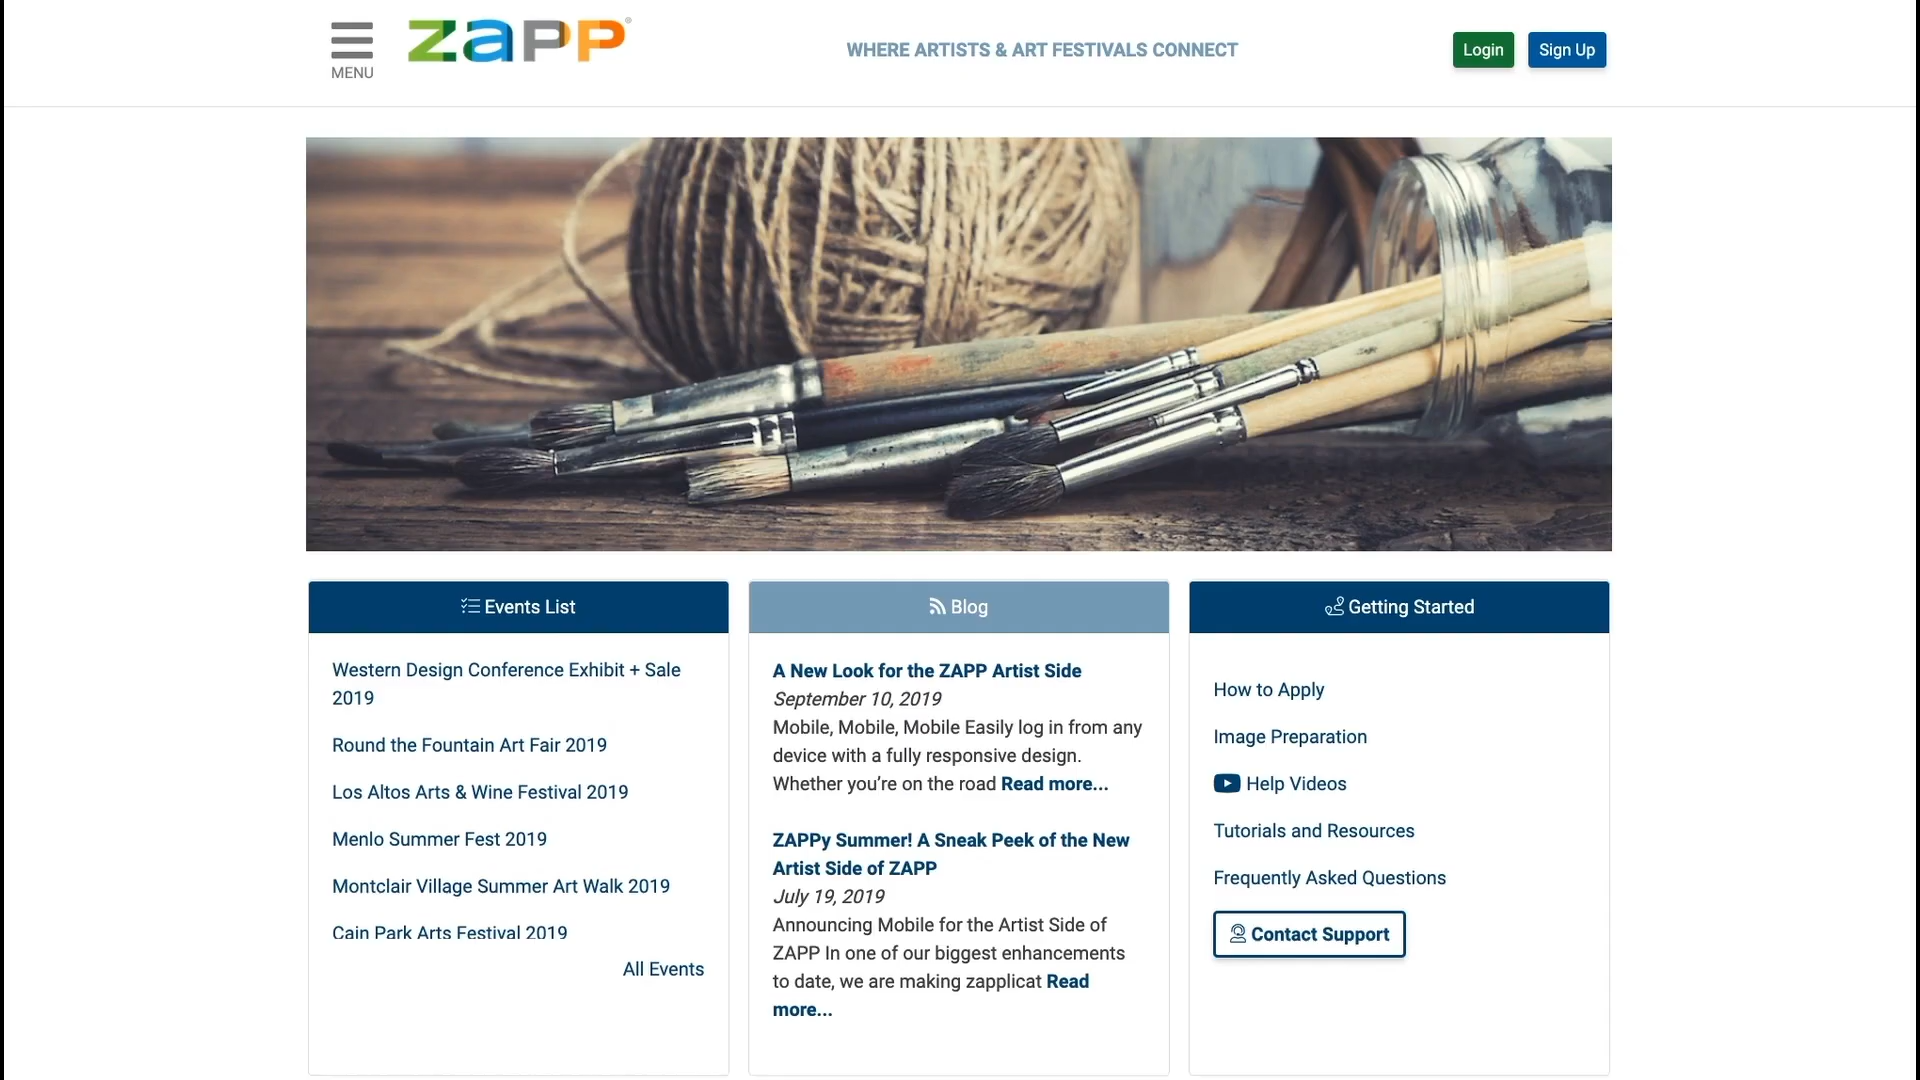 MENU
zapp®
WHERE ARTISTS & ART FESTIVALS CONNECT
Login
Sign Up
Events List
Western Design Conference Exhibit + Sale
2019
Round the Fountain Art Fair 2019
Los Altos Arts & Wine Festival 2019
Menlo Summer Fest 2019
Montclair Village Summer Art Walk 2019
Cain Park Arts Festival 2019
All Events
Blog
A New Look for the ZAPP Artist Side
September 10, 2019
Mobile, Mobile, Mobile Easily log in from any
device with a fully responsive design.
Whether you’re on the road Read more...
ZAPPy Summer! A Sneak Peek of the New
Artist Side of ZAPP
July 19, 2019
Announcing Mobile for the Artist Side of
ZAPP In one of our biggest enhancements
to date, we are making zapplicat Read
more...
Getting Started
How to Apply
Image Preparation
Help Videos
Tutorials and Resources
Frequently Asked Questions
Contact Support